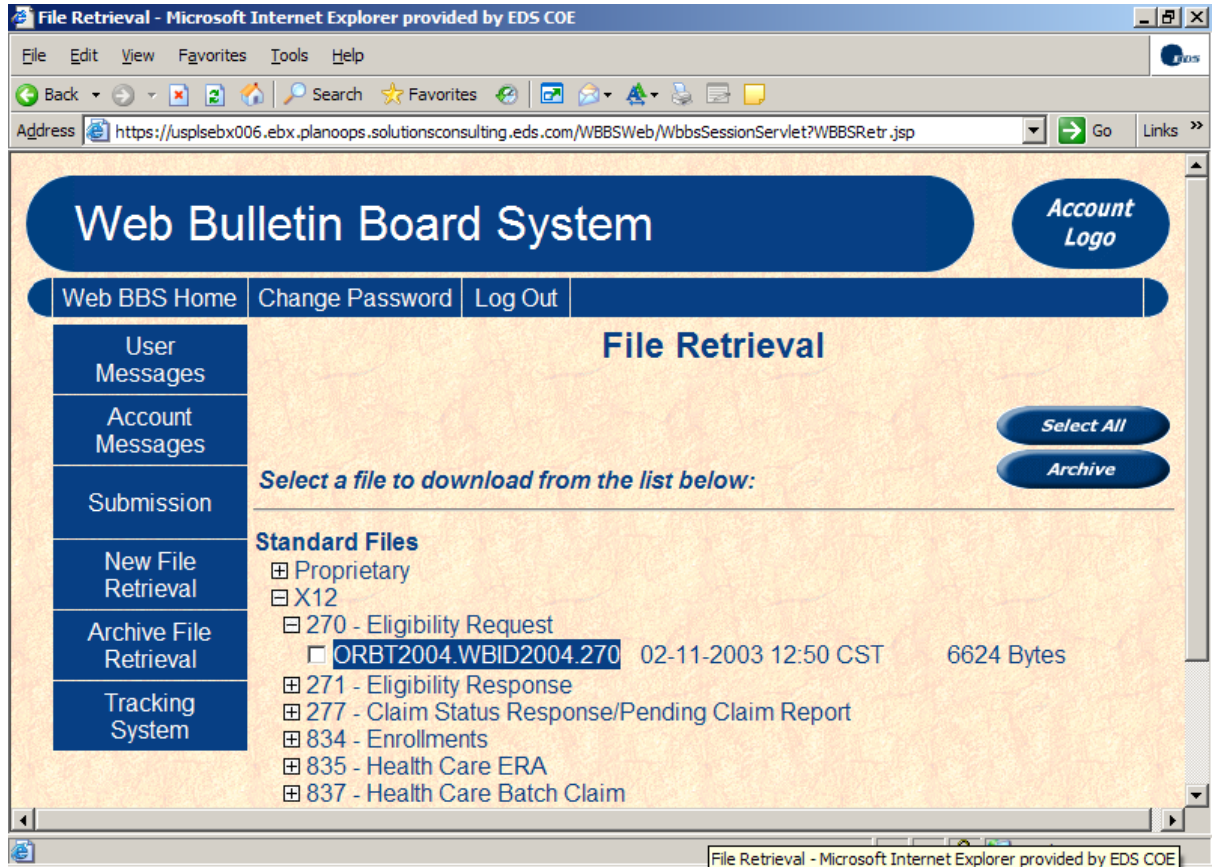 File Retrieval - Microsoft Internet Explorer provided by EDS COE
File Edit View Favorites Tools Help
EDS
Back Search Favorites
Address https://usplsebx006.ebx.planoops.solutionsconsulting.eds.com/WBBSWeb/WbbsSessionServlet?WBBSRetr.jsp Go Links »
Web Bulletin Board System
Account
Logo
Web BBS Home Change Password Log Out
User
Messages
Account
Messages
Submission
New File
Retrieval
Archive File
Retrieval
Tracking
System
File Retrieval
Select All
Archive
Select a file to download from the list below:
Standard Files
Proprietary
X12
270 - Eligibility Request
ORBT2004.WBID2004.270 02-11-2003 12:50 CST 6624 Bytes
271 - Eligibility Response
277 - Claim Status Response/Pending Claim Report
834 - Enrollments
835 - Health Care ERA
837 - Health Care Batch Claim
File Retrieval - Microsoft Internet Explorer provided by EDS COE